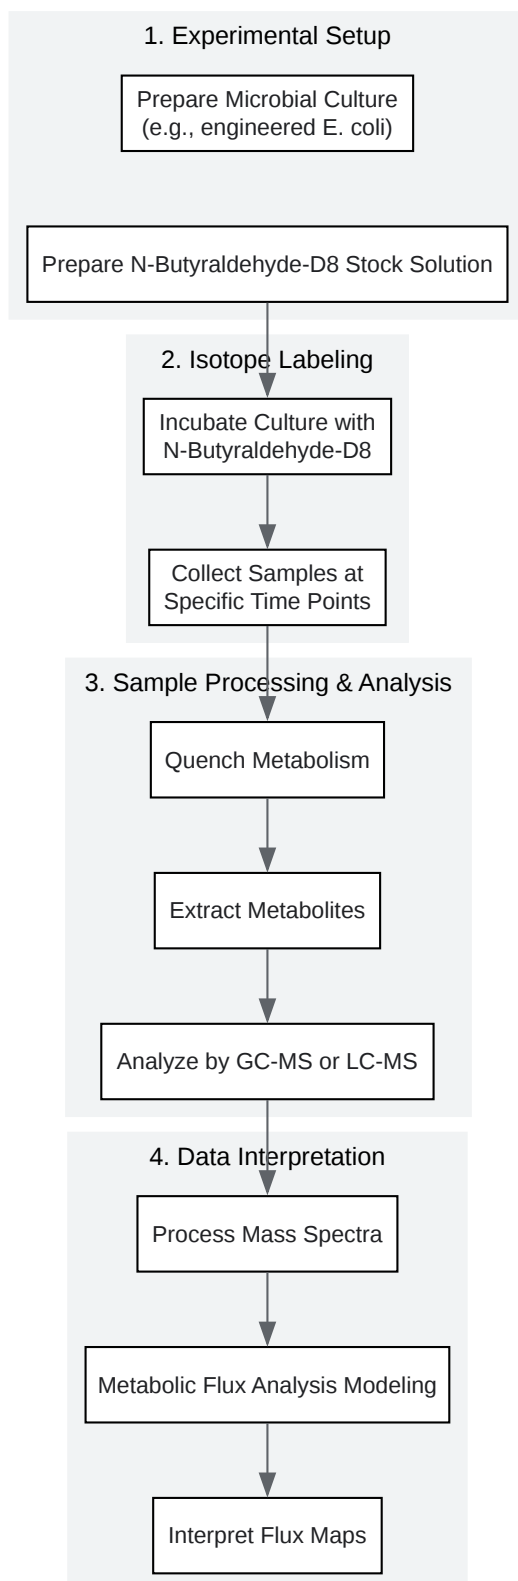 1. Experimental Setup
Prepare Microbial Culture
(e.g., engineered E. coli)
Prepare N-Butyraldehyde-D8 Stock Solution
2. Isotope Labeling
Incubate Culture with
N-Butyraldehyde-D8
Collect Samples at
Specific Time Points
3. Sample Processing & Analysis
Quench Metabolism
Extract Metabolites
Analyze by GC-MS or LC-MS
4. Data Interpretation
Process Mass Spectra
Metabolic Flux Analysis Modeling
Interpret Flux Maps